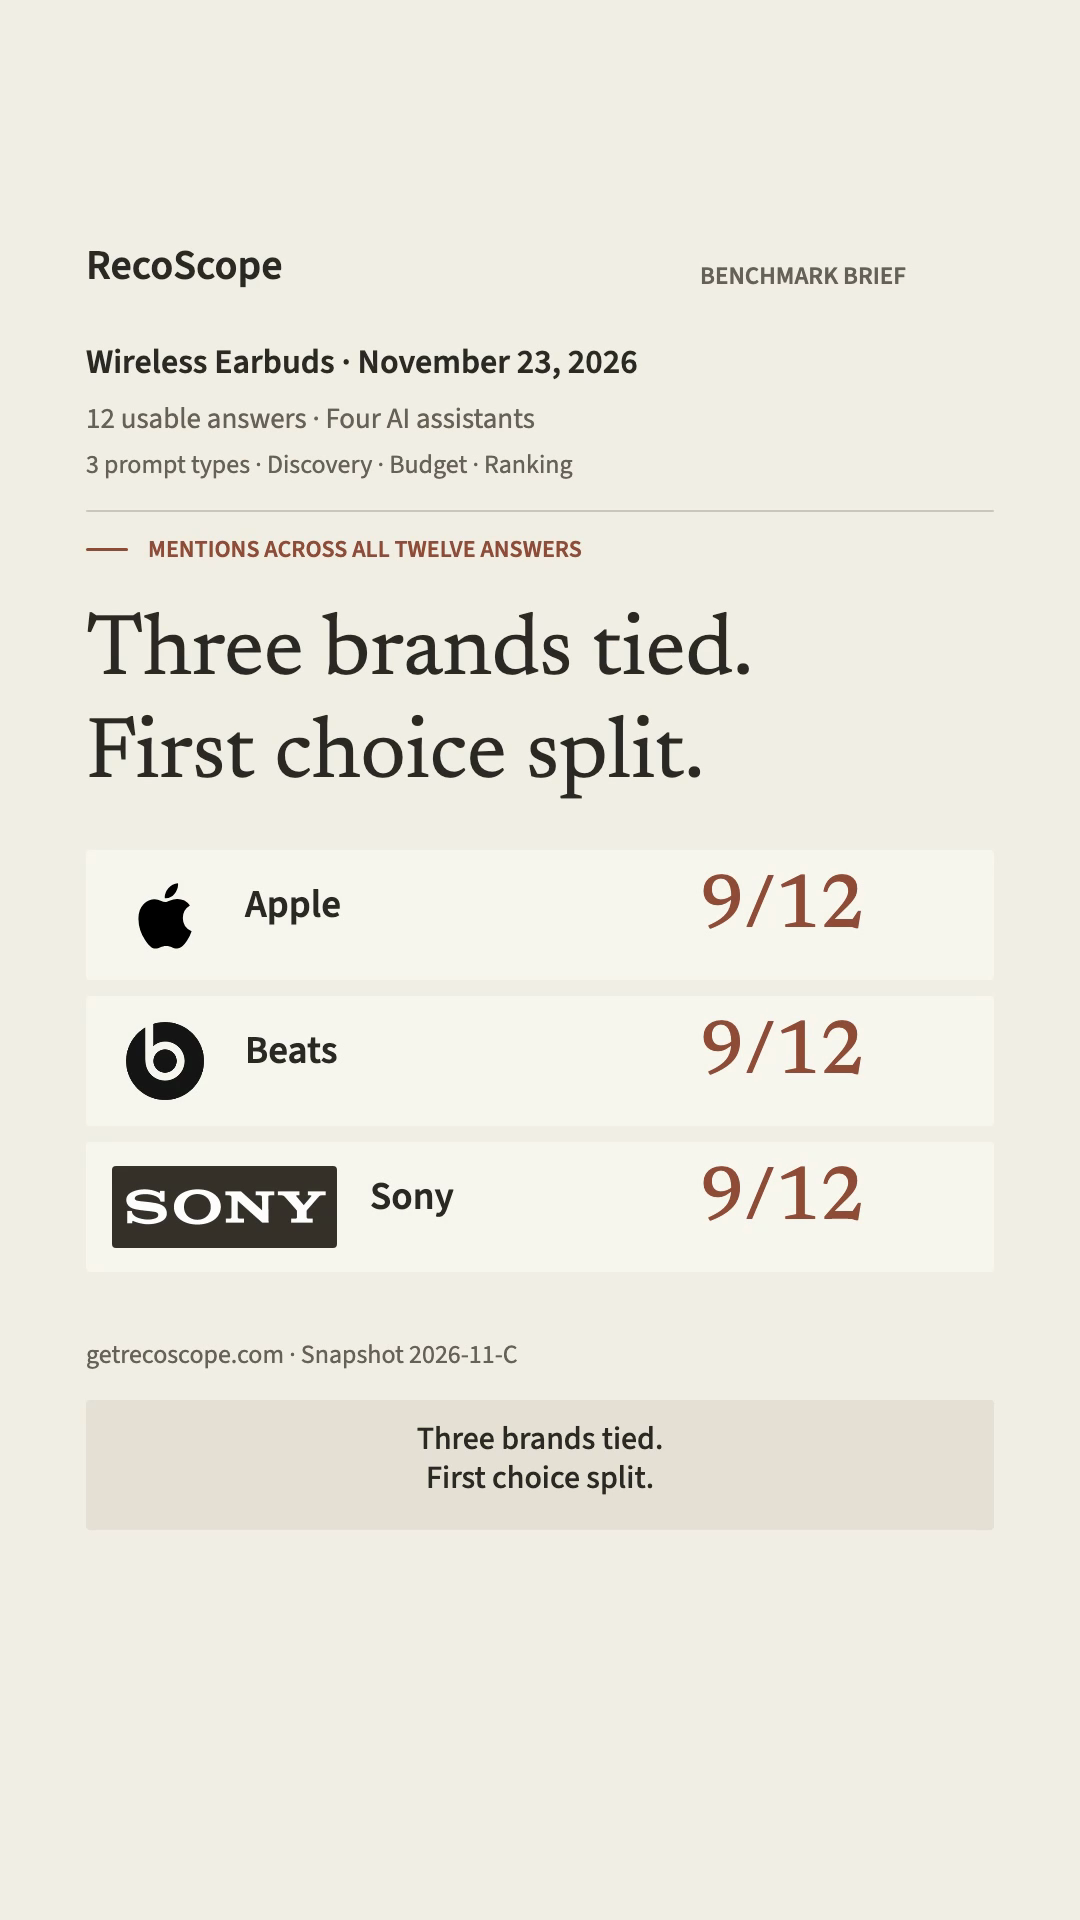 RecoScope
BENCHMARK BRIEF
Wireless Earbuds · November 23, 2026
12 usable answers · Four AI assistants
3 prompt types · Discovery · Budget · Ranking
MENTIONS ACROSS ALL TWELVE ANSWERS
Three brands tied.
First choice split.
Apple 9/12
Beats 9/12
SONY Sony 9/12
getrecoscope.com · Snapshot 2026-11-C
Three brands tied.
First choice split.